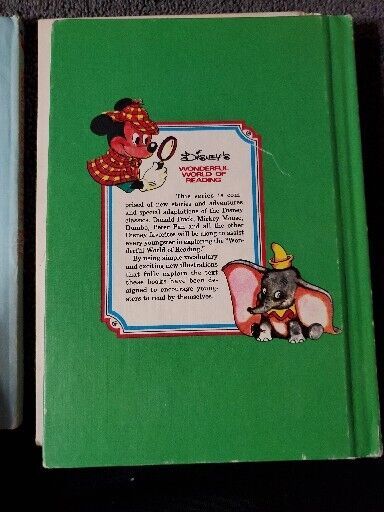 DISNEY'S
WONDERFUL
WORLD OF
READING
This series is com-
prised of new stories and adventures
and special adaptations of the Disney
classics. Donald Duck, Mickey Mouse,
Dumbo, Peter Pan and all the other
Disney favorites will be along to assist
every youngster in exploring the "Won-
derful World of Reading."
By using simple vocabulary
and exciting new illustrations
that fully explain the text
these books have been de-
signed to encourage young-
sters to read by themselves.